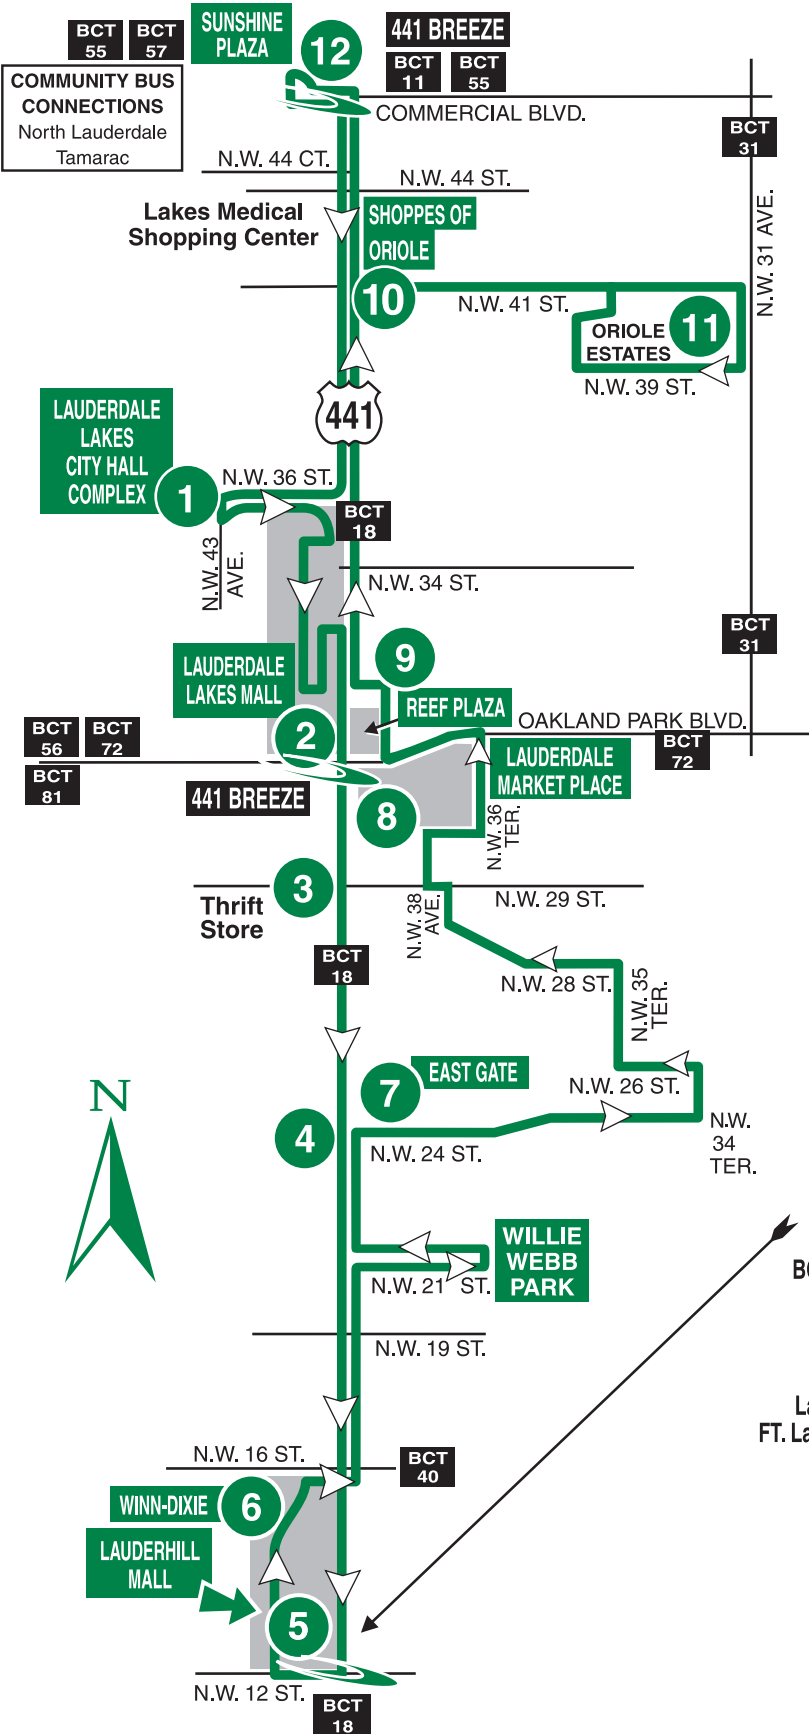 BCT
55
BCT
57
SUNSHINE
PLAZA
12
441 BREEZE
BCT
11
BCT
55
COMMUNITY BUS
CONNECTIONS
North Lauderdale
Tamarac
COMMERCIAL BLVD.
BCT
31
N.W. 44 CT.
N.W. 44 ST.
Lakes Medical
Shopping Center
SHOPPES OF
ORIOLE
N.W. 31 AVE.
10
N.W. 41 ST.
ORIOLE
ESTATES
11
N.W. 39 ST.
441
LAUDERDALE
LAKES
CITY HALL
COMPLEX
1
N.W. 36 ST.
BCT
18
N.W. 43
AVE.
N.W. 34 ST.
BCT
31
9
LAUDERDALE
LAKES MALL
REEF PLAZA
OAKLAND PARK BLVD.
BCT
56
BCT
72
2
BCT
72
BCT
81
441 BREEZE
LAUDERDALE
MARKET PLACE
8
N.W. 36
TER.
3
N.W. 29 ST.
Thrift
Store
N.W. 38
AVE.
BCT
18
N.W. 28 ST.
N.W. 35
TER.
7
EAST GATE
N.W. 26 ST.
N
4
N.W. 24 ST.
N.W.
34
TER.
WILLIE
WEBB
PARK
N.W. 21 ST.
N.W. 19 ST.
N.W. 16 ST.
BCT
40
WINN-DIXIE
6
LAUDERHILL
MALL
5
N.W. 12 ST.
BCT
18
FT.